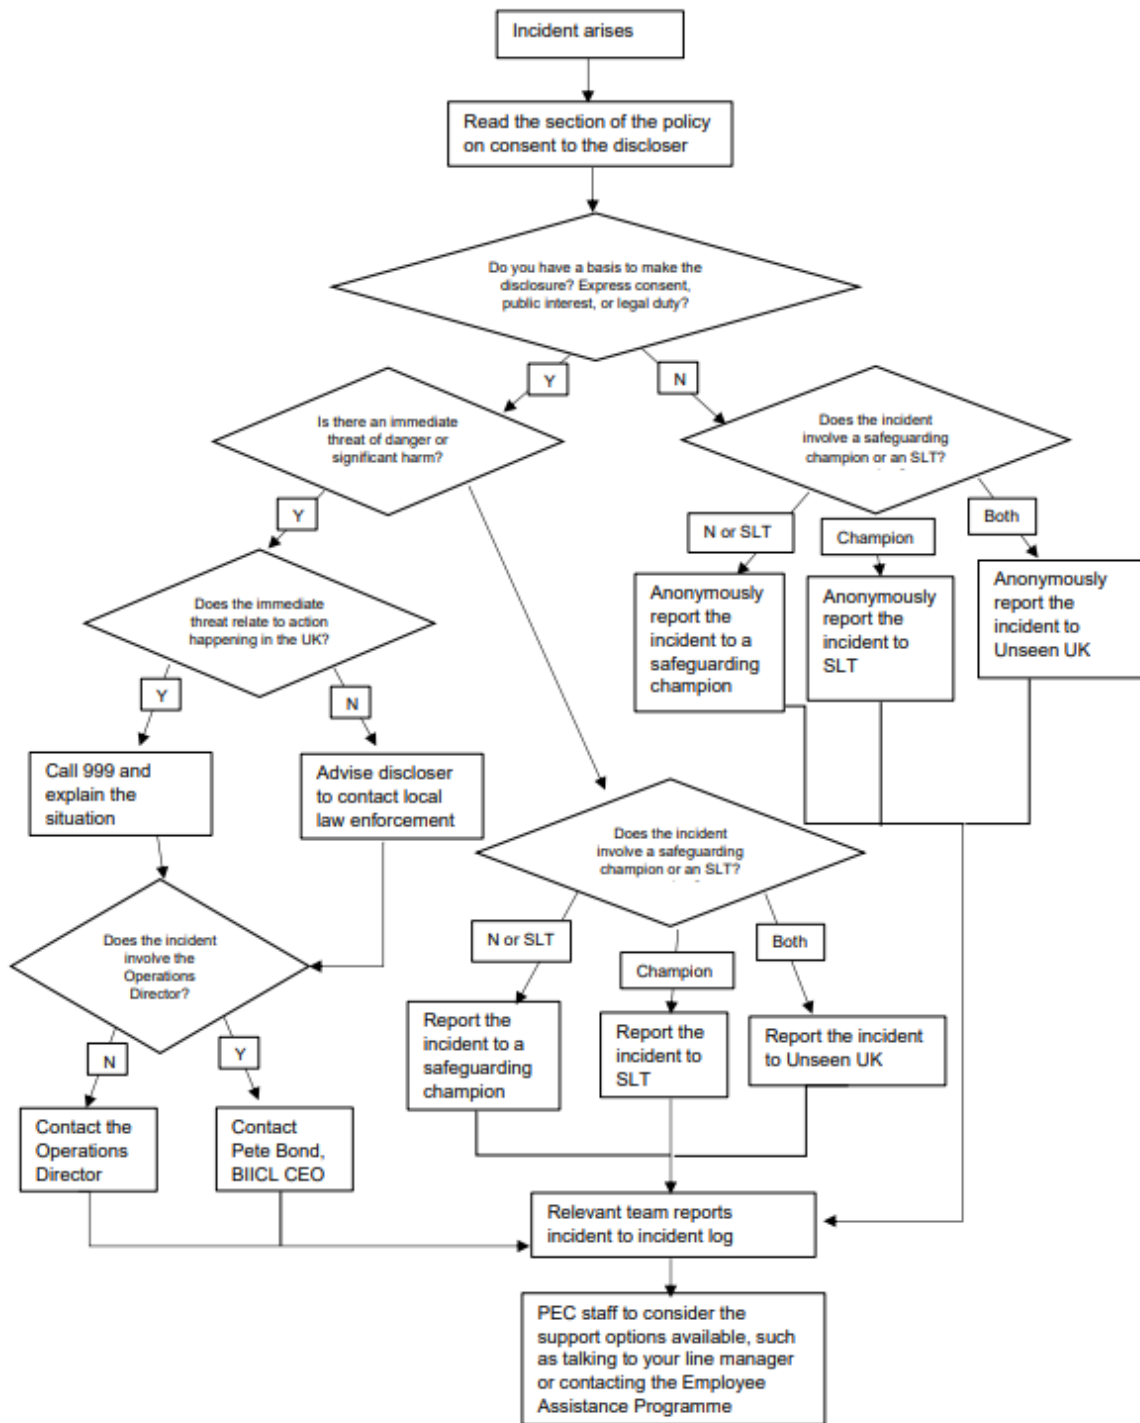 Incident arises
Read the section of the policy
on consent to the discloser
Do you have a basis to make the
disclosure? Express consent,
public interest, or legal duty?
Y
N
Is there an immediate
threat of danger or
significant harm?
Does the incident
involve a safeguarding
champion or an SLT?
Y
N or SLT
Champion
Both
Does the immediate
threat relate to action
happening in the UK?
Anonymously
report the
incident to a
safeguarding
champion
Anonymously
report the
incident to
SLT
Anonymously
report the
incident to
Unseen UK
Y
N
Call 999 and
explain the
situation
Advise discloser
to contact local
law enforcement
Does the incident
involve a safeguarding
champion or an SLT?
Does the incident
involve the
Operations
Director?
N or SLT
Champion
Both
Report the
incident to a
safeguarding
champion
Report the
incident to
SLT
Report the incident
to Unseen UK
N
Y
Contact the
Operations
Director
Contact
Pete Bond,
BIICL CEO
Relevant team reports
incident to incident log
PEC staff to consider the
support options available, such
as talking to your line manager
or contacting the Employee
Assistance Programme